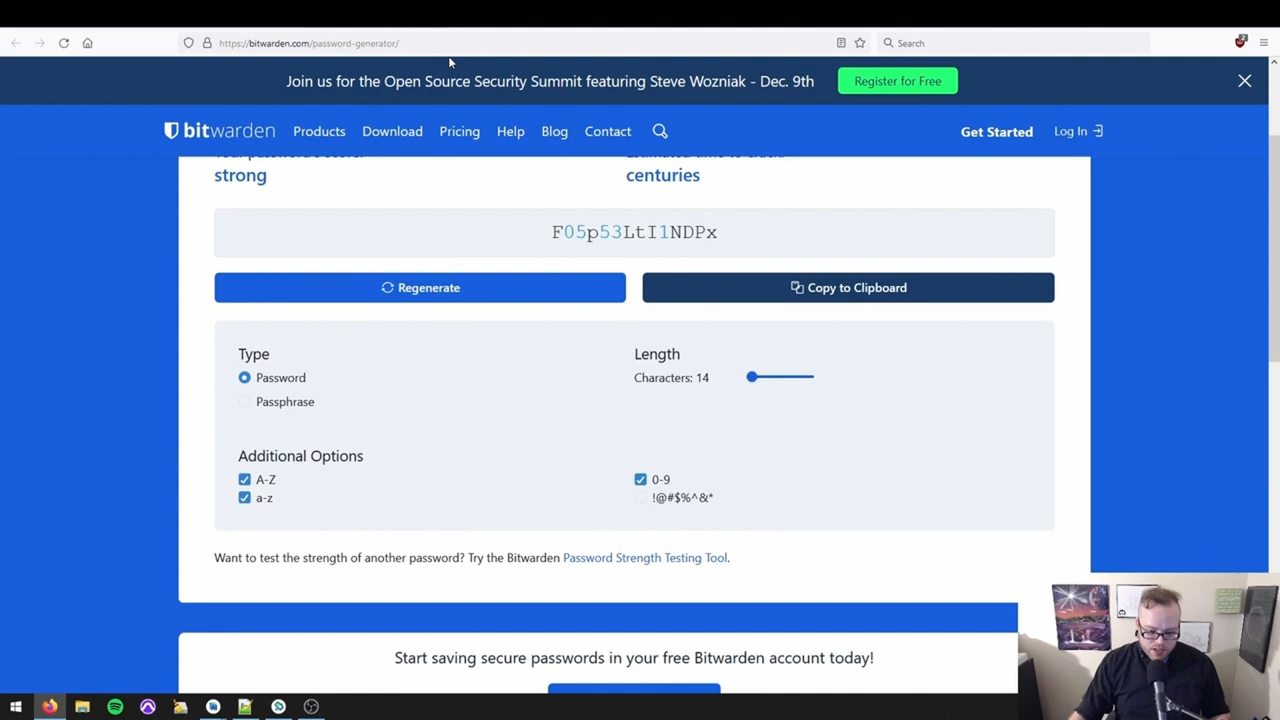 https://bitwarden.com/password-generator/
Search
Join us for the Open Source Security Summit featuring Steve Wozniak - Dec. 9th
Register for Free
bitwarden
Products
Download
Pricing
Help
Blog
Contact
Get Started
Log In
strong
centuries
F05p53LtI1NDPx
Regenerate
Copy to Clipboard
Type
Length
Password
Characters: 14
Passphrase
Additional Options
A-Z
0-9
a-z
!@#$%^&*
Want to test the strength of another password? Try the Bitwarden Password Strength Testing Tool.
Start saving secure passwords in your free Bitwarden account today!